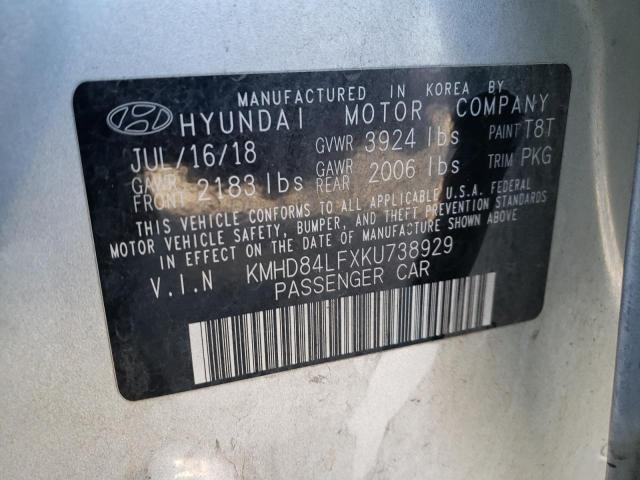 MANUFACTURED IN KOREA BY
HYUNDAI MOTOR COMPANY
JUL/16/18 GVWR 3924 lbs PAINT T8T
GAWR FRONT 2183 lbs GAWR REAR 2006 lbs TRIM PKG
THIS VEHICLE CONFORMS TO ALL APPLICABLE U.S.A. FEDERAL
MOTOR VEHICLE SAFETY, BUMPER, AND THEFT PREVENTION STANDARDS
IN EFFECT ON THE DATE OF MANUFACTURE SHOWN ABOVE.
V.I.N KMHD84LFXKU738929
PASSENGER CAR